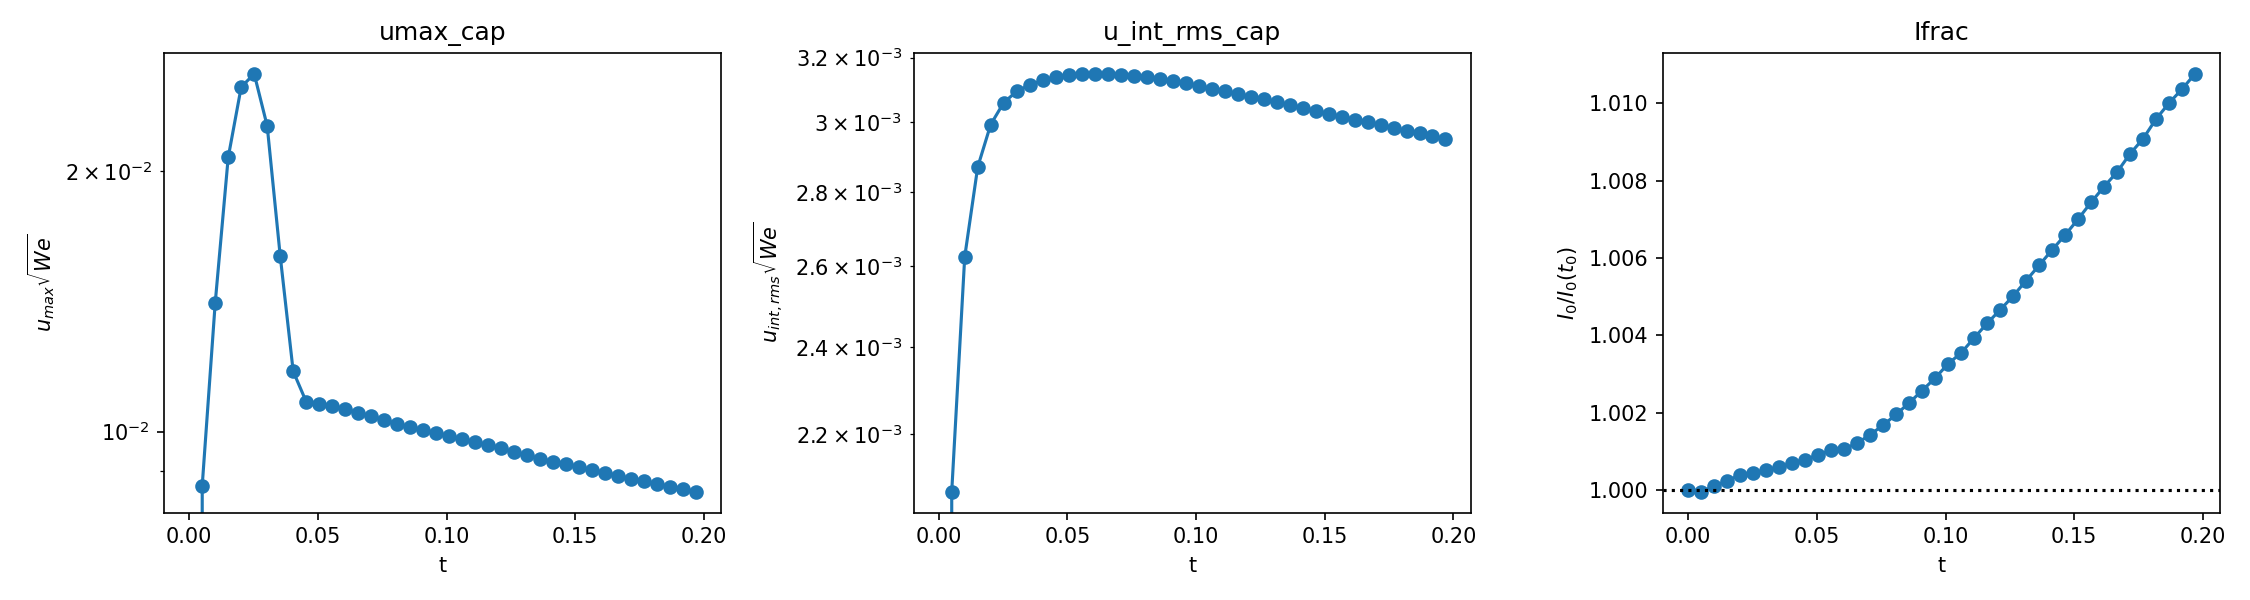 umax_cap
2 × 10⁻²
10⁻²
u_max√We
0.00 0.05 0.10 0.15 0.20
t
u_int_rms_cap
3.2 × 10⁻³
3 × 10⁻³
2.8 × 10⁻³
2.6 × 10⁻³
2.4 × 10⁻³
2.2 × 10⁻³
u_int,rms√We
0.00 0.05 0.10 0.15 0.20
t
Ifrac
1.010
1.008
1.006
1.004
1.002
1.000
I₀/I₀(t₀)
0.00 0.05 0.10 0.15 0.20
t